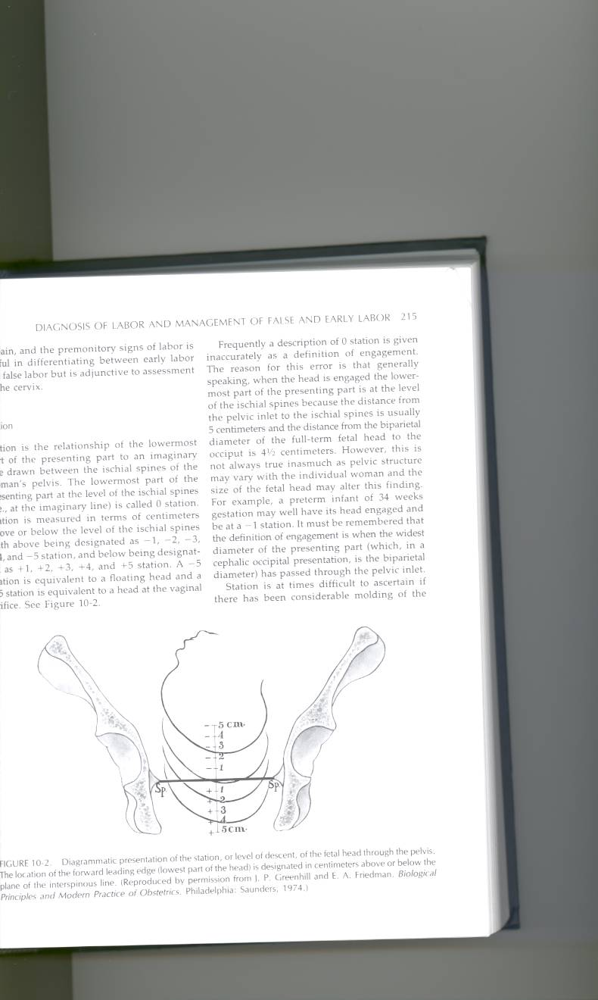 DIAGNOSIS OF LABOR AND MANAGEMENT OF FALSE AND EARLY LABOR 215
ain, and the premonitory signs of labor is
ful in differentiating between early labor
false labor but is adjunctive to assessment
he cervix.
ion
tion is the relationship of the lowermost
t of the presenting part to an imaginary
e drawn between the ischial spines of the
man's pelvis. The lowermost part of the
esenting part at the level of the ischial spines
e., at the imaginary line) is called 0 station.
ation is measured in terms of centimeters
ove or below the level of the ischial spines
th above being designated as −1, −2, −3,
4, and −5 station, and below being designat-
as +1, +2, +3, +4, and +5 station. A −5
ation is equivalent to a floating head and a
5 station is equivalent to a head at the vaginal
ifice. See Figure 10-2.
Frequently a description of 0 station is given
inaccurately as a definition of engagement.
The reason for this error is that generally
speaking, when the head is engaged the lower-
most part of the presenting part is at the level
of the ischial spines because the distance from
the pelvic inlet to the ischial spines is usually
5 centimeters and the distance from the biparietal
diameter of the full-term fetal head to the
occiput is 4½ centimeters. However, this is
not always true inasmuch as pelvic structure
may vary with the individual woman and the
size of the fetal head may alter this finding.
For example, a preterm infant of 34 weeks
gestation may well have its head engaged and
be at a −1 station. It must be remembered that
the definition of engagement is when the widest
diameter of the presenting part (which, in a
cephalic occipital presentation, is the biparietal
diameter) has passed through the pelvic inlet.
Station is at times difficult to ascertain if
there has been considerable molding of the
− 5 cm.
− 4
− 3
− 2
− 1
Sp. Sp.
+ 1
+ 2
+ 3
+ 4
+ 5 cm.
FIGURE 10-2. Diagrammatic presentation of the station, or level of descent, of the fetal head through the pelvis.
The location of the forward leading edge (lowest part of the head) is designated in centimeters above or below the
plane of the interspinous line. (Reproduced by permission from J. P. Greenhill and E. A. Friedman. Biological
Principles and Modern Practice of Obstetrics. Philadelphia: Saunders, 1974.)